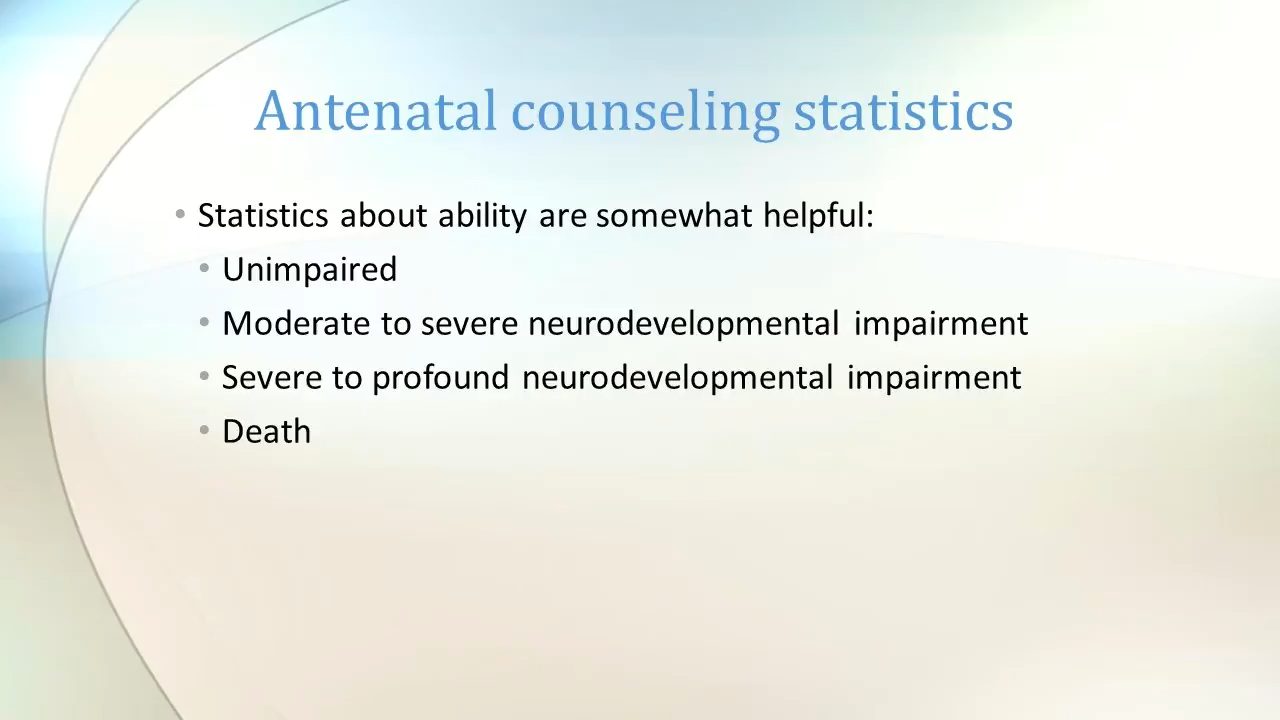 Antenatal counseling statistics
• Statistics about ability are somewhat helpful:
• Unimpaired
• Moderate to severe neurodevelopmental impairment
• Severe to profound neurodevelopmental impairment
• Death